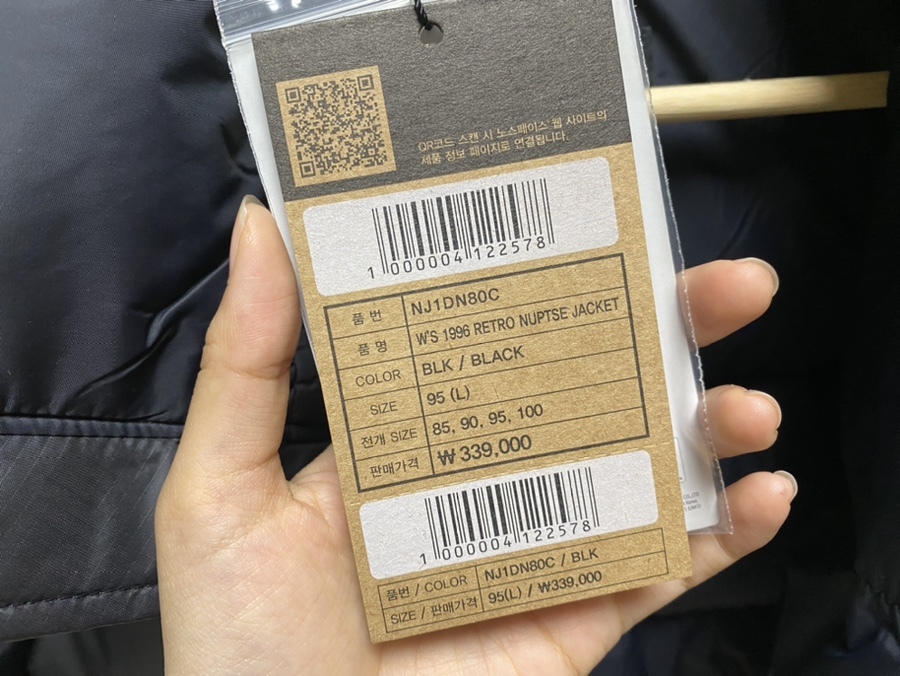 QR코드 스캔 시 노스페이스 웹 사이트의
제품 정보 페이지로 연결됩니다.
1 000004 122578
품 번 NJ1DN80C
품 명 W'S 1996 RETRO NUPTSE JACKET
COLOR BLK / BLACK
SIZE 95 (L)
전개 SIZE 85, 90, 95, 100
판매가격 ₩339,000
1 000004 122578
품번 / COLOR NJ1DN80C / BLK
SIZE / 판매가격 95(L) / ₩339,000